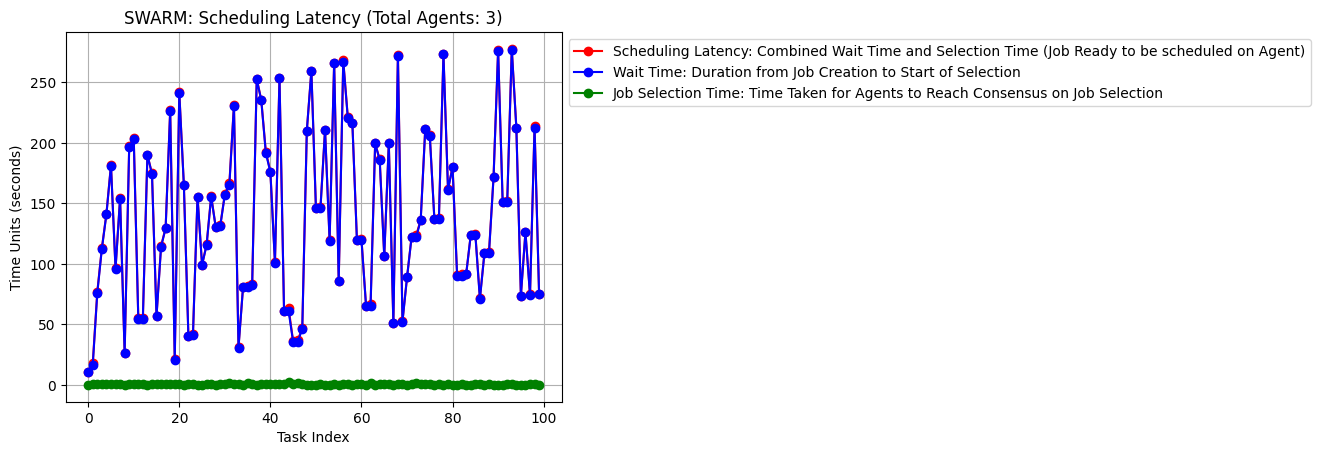 SWARM: Scheduling Latency (Total Agents: 3)
Scheduling Latency: Combined Wait Time and Selection Time (Job Ready to be scheduled on Agent)
Wait Time: Duration from Job Creation to Start of Selection
Job Selection Time: Time Taken for Agents to Reach Consensus on Job Selection
Time Units (seconds)
250
200
150
100
50
0
0 20 40 60 80 100
Task Index